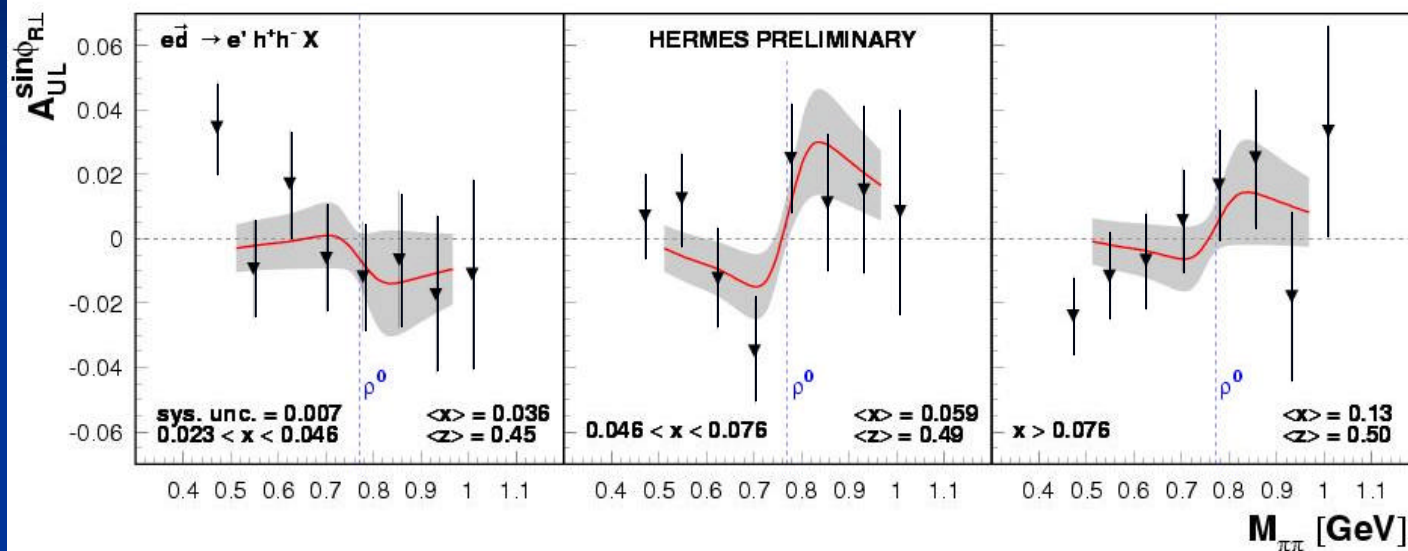 A_UL^sinϕ_R⊥
0.06
0.04
0.02
0
-0.02
-0.04
-0.06
ed⃗ → e' h⁺h⁻ X
ρ⁰
sys. unc. = 0.007
0.023 < x < 0.046
<x> = 0.036
<z> = 0.45
HERMES PRELIMINARY
ρ⁰
0.046 < x < 0.076
<x> = 0.059
<z> = 0.49
ρ⁰
x > 0.076
<x> = 0.13
<z> = 0.50
0.4 0.5 0.6 0.7 0.8 0.9 1 1.1
0.4 0.5 0.6 0.7 0.8 0.9 1 1.1
0.4 0.5 0.6 0.7 0.8 0.9 1 1.1
M_ππ [GeV]